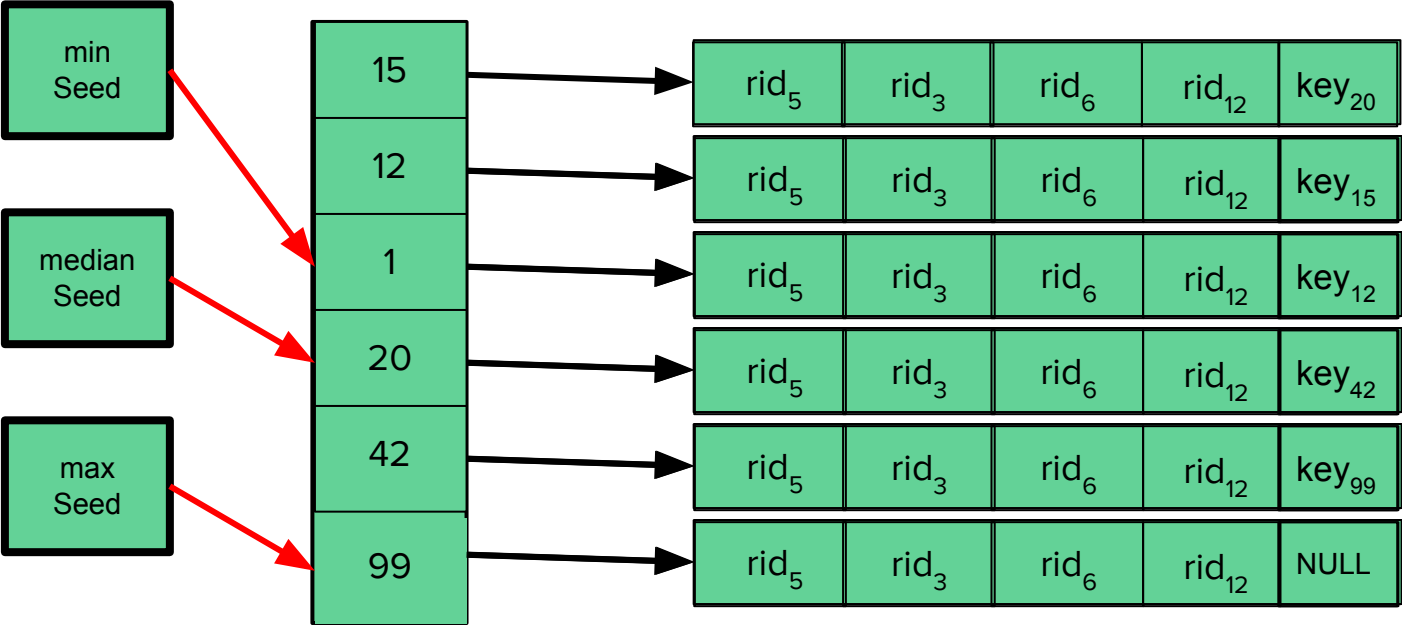 min
Seed
median
Seed
max
Seed
15
12
1
20
42
99
rid5 rid3 rid6 rid12 key20
rid5 rid3 rid6 rid12 key15
rid5 rid3 rid6 rid12 key12
rid5 rid3 rid6 rid12 key42
rid5 rid3 rid6 rid12 key99
rid5 rid3 rid6 rid12 NULL